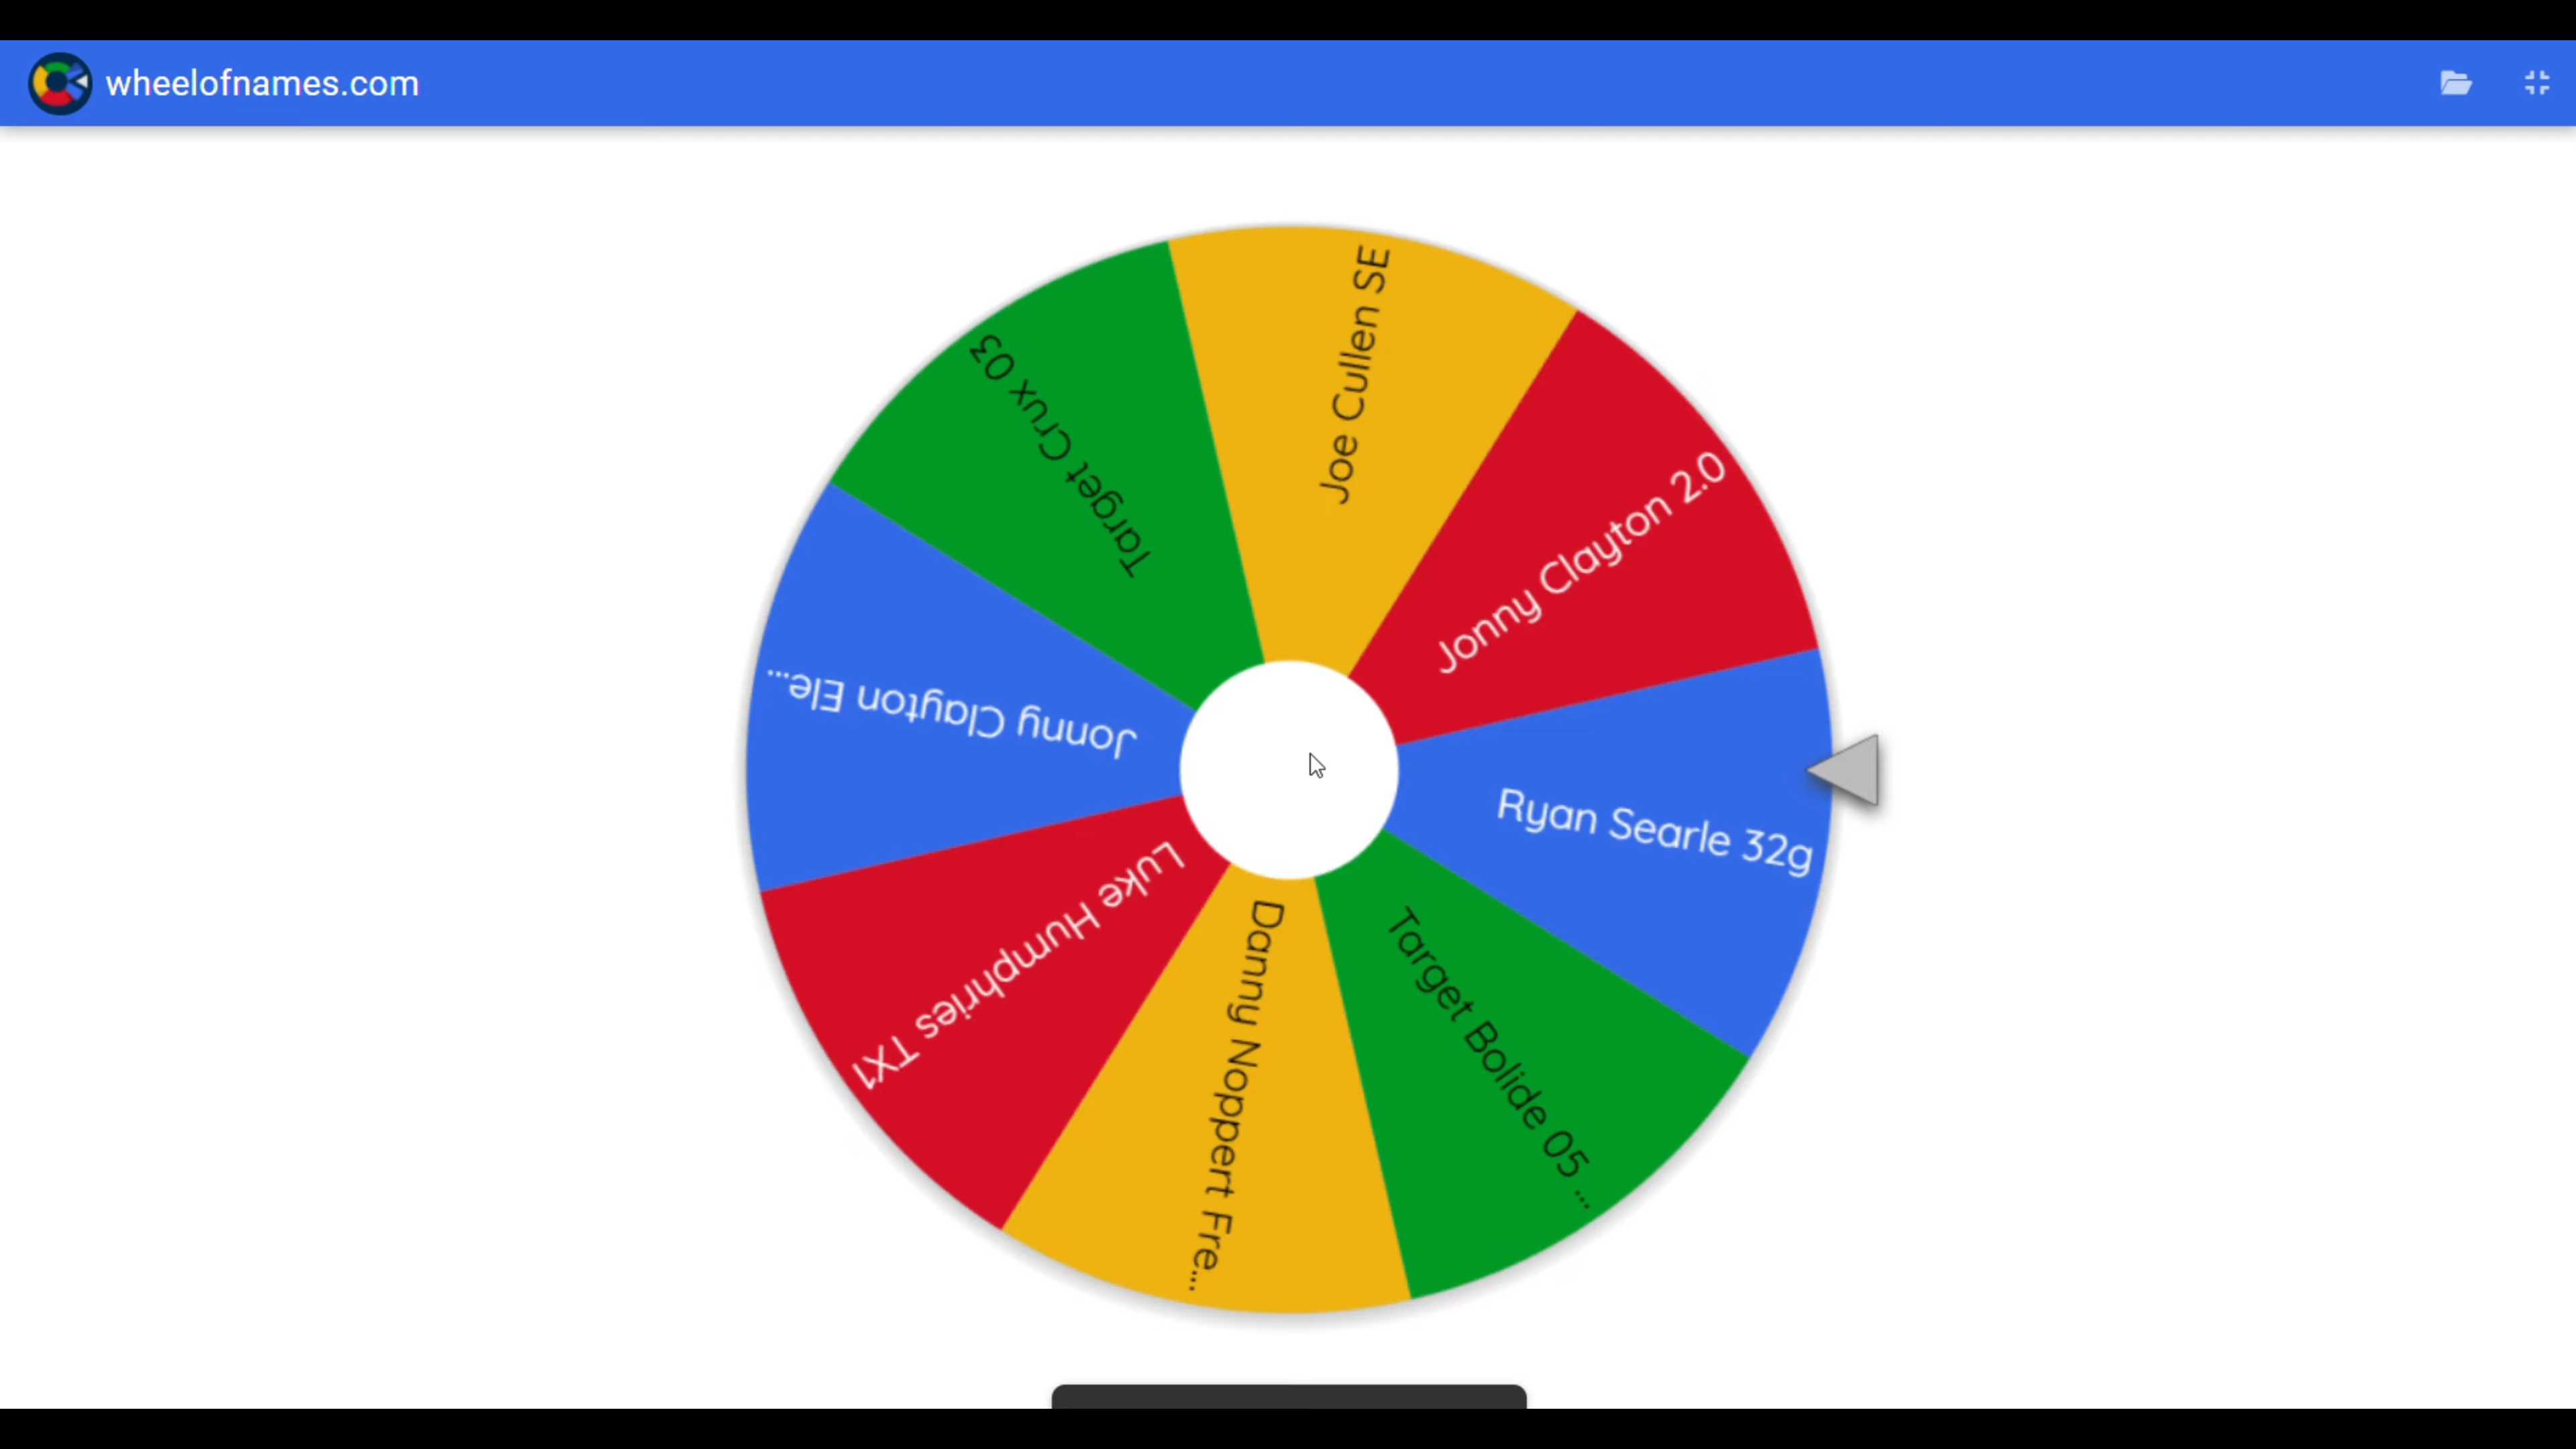 wheelofnames.com
Joe Cullen SE
Jonny Clayton 2.0
Ryan Searle 32g
Target Bolide 05 ...
Danny Noppert Fre...
Luke Humphries TX1
Jonny Clayton Ele...
Target Crux 03